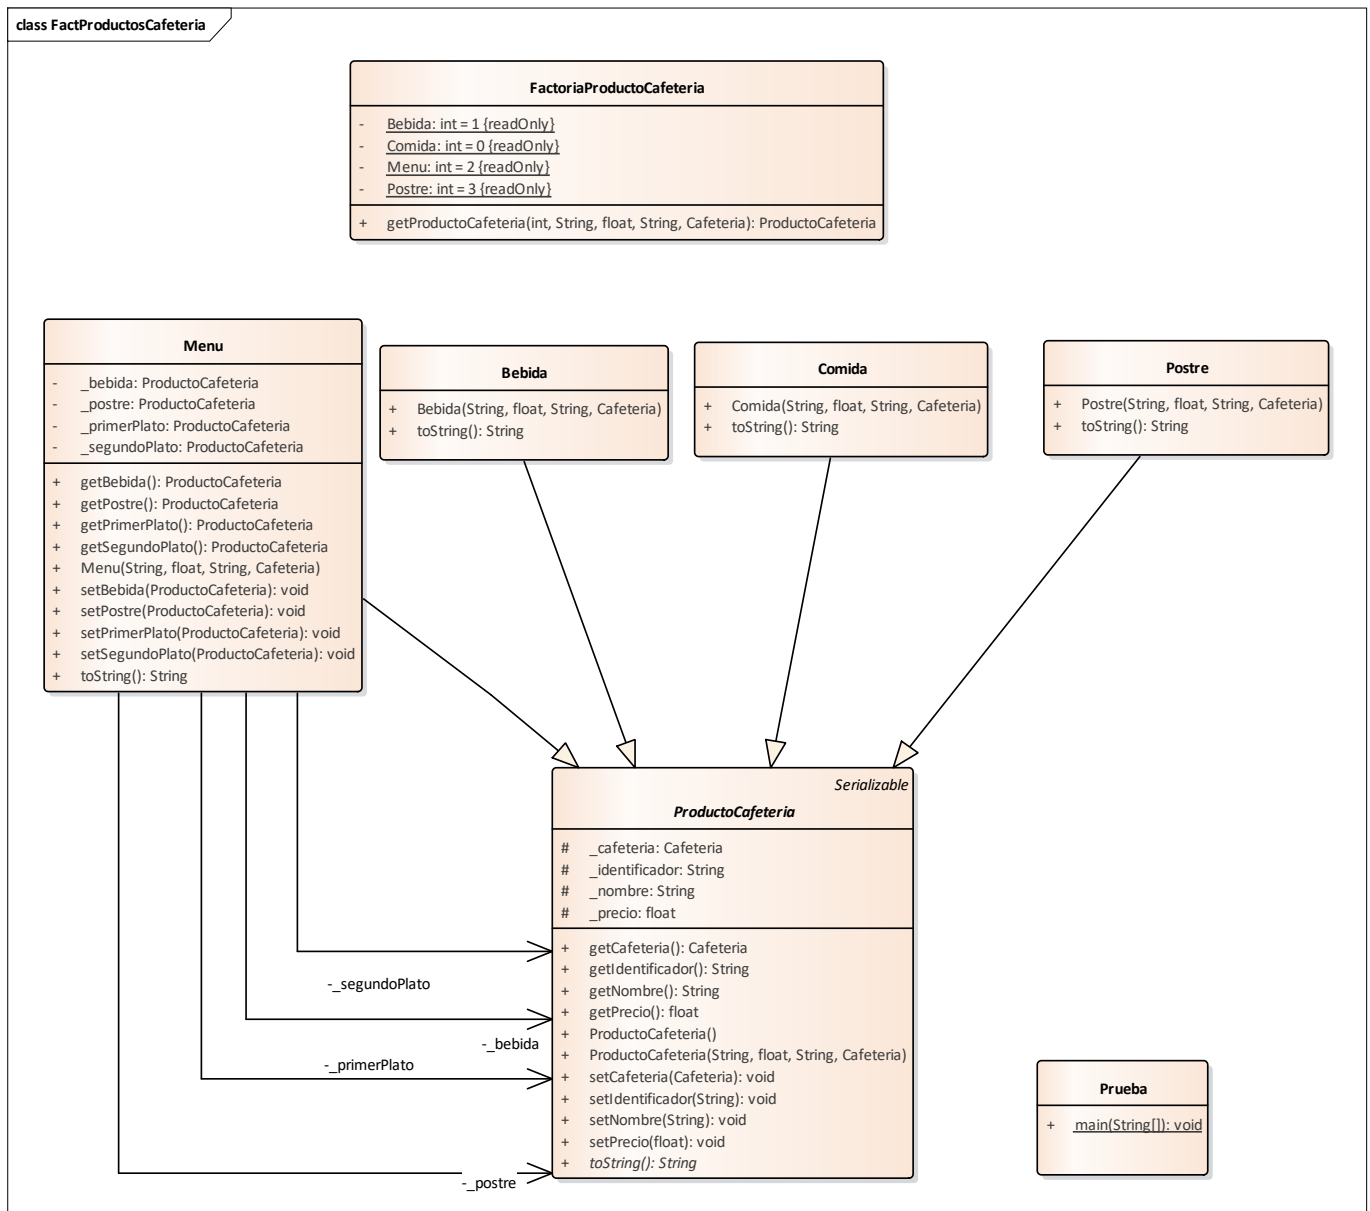 class FactProductosCafeteria
FactoriaProductoCafeteria
- Bebida: int = 1 {readOnly}
- Comida: int = 0 {readOnly}
- Menu: int = 2 {readOnly}
- Postre: int = 3 {readOnly}
+ getProductoCafeteria(int, String, float, String, Cafeteria): ProductoCafeteria
Menu
- _bebida: ProductoCafeteria
- _postre: ProductoCafeteria
- _primerPlato: ProductoCafeteria
- _segundoPlato: ProductoCafeteria
+ getBebida(): ProductoCafeteria
+ getPostre(): ProductoCafeteria
+ getPrimerPlato(): ProductoCafeteria
+ getSegundoPlato(): ProductoCafeteria
+ Menu(String, float, String, Cafeteria)
+ setBebida(ProductoCafeteria): void
+ setPostre(ProductoCafeteria): void
+ setPrimerPlato(ProductoCafeteria): void
+ setSegundoPlato(ProductoCafeteria): void
+ toString(): String
Bebida
+ Bebida(String, float, String, Cafeteria)
+ toString(): String
Comida
+ Comida(String, float, String, Cafeteria)
+ toString(): String
Postre
+ Postre(String, float, String, Cafeteria)
+ toString(): String
Serializable
ProductoCafeteria
# _cafeteria: Cafeteria
# _identificador: String
# _nombre: String
# _precio: float
+ getCafeteria(): Cafeteria
+ getIdentificador(): String
+ getNombre(): String
+ getPrecio(): float
+ ProductoCafeteria()
+ ProductoCafeteria(String, float, String, Cafeteria)
+ setCafeteria(Cafeteria): void
+ setIdentificador(String): void
+ setNombre(String): void
+ setPrecio(float): void
+ toString(): String
-_segundoPlato
-_bebida
-_primerPlato
-_postre
Prueba
+ main(String[]): void